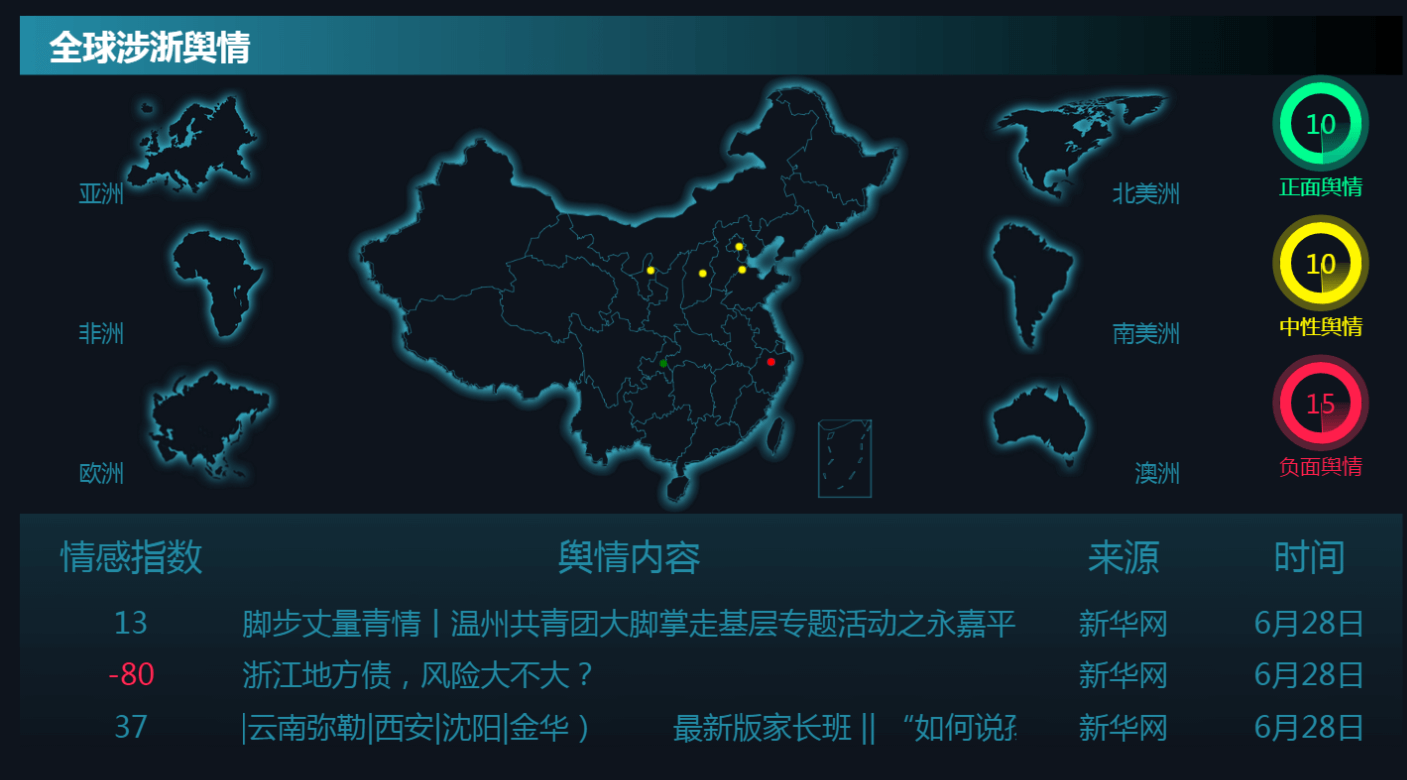 全球涉浙舆情
亚洲
北美洲
10
正面舆情
非洲
南美洲
10
中性舆情
欧洲
澳洲
15
负面舆情
情感指数 舆情内容 来源 时间
13 脚步丈量青情丨温州共青团大脚掌走基层专题活动之永嘉平 新华网 6月28日
-80 浙江地方债，风险大不大？ 新华网 6月28日
37 |云南弥勒|西安|沈阳|金华） 最新版家长班 || “如何说 新华网 6月28日